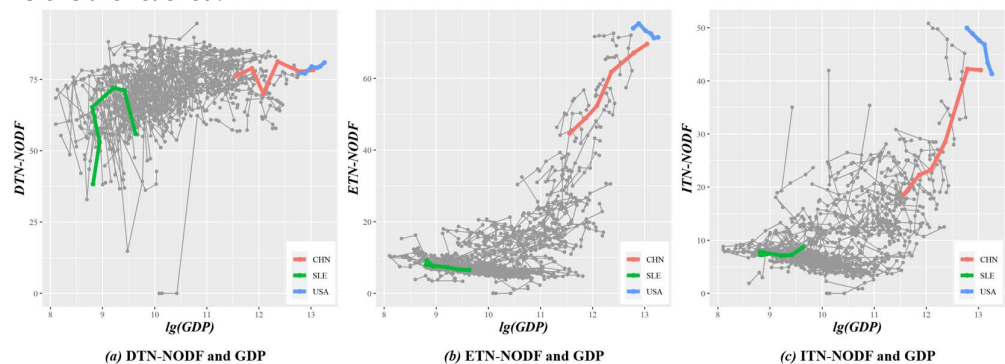 DTN-NODF
75
50
25
0
8
9
10
11
12
13
lg(GDP)
CHN
SLE
USA
(a) DTN-NODF and GDP
ETN-NODF
60
40
20
0
8
9
10
11
12
13
lg(GDP)
CHN
SLE
USA
(b) ETN-NODF and GDP
ITN-NODF
50
40
30
20
10
0
8
9
10
11
12
13
lg(GDP)
CHN
SLE
USA
(c) ITN-NODF and GDP